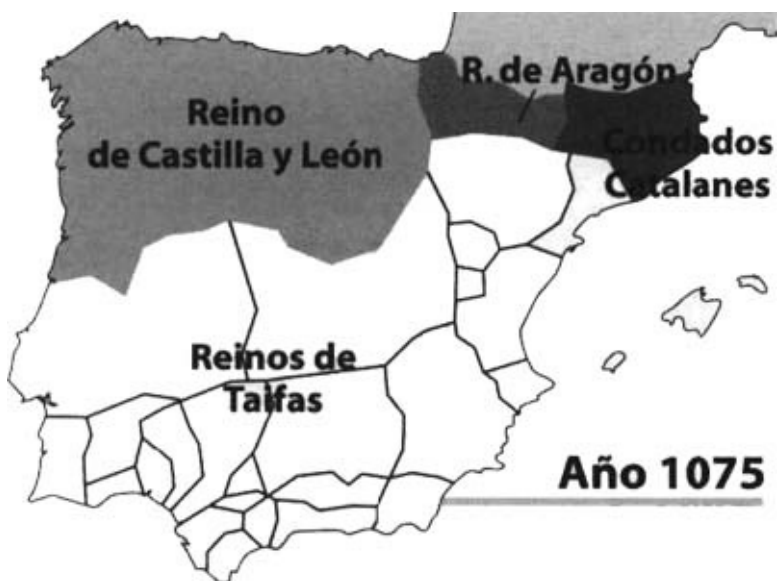 R. de Aragón
Reino
de Castilla y León
Condados
Catalanes
Reinos de
Taifas
Año 1075